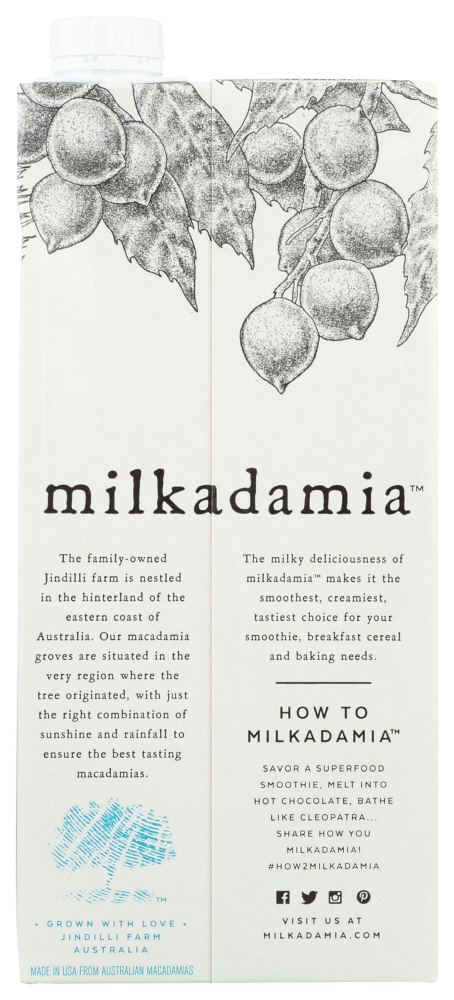 milkadamia™
The family-owned
Jindilli farm is nestled
in the hinterland of the
eastern coast of
Australia. Our macadamia
groves are situated in the
very region where the
tree originated, with just
the right combination of
sunshine and rainfall to
ensure the best tasting
macadamias.
TM
• GROWN WITH LOVE •
JINDILLI FARM
AUSTRALIA
MADE IN USA FROM AUSTRALIAN MACADAMIAS
The milky deliciousness of
milkadamia™ makes it the
smoothest, creamiest,
tastiest choice for your
smoothie, breakfast cereal
and baking needs.
HOW TO
MILKADAMIA™
SAVOR A SUPERFOOD
SMOOTHIE, MELT INTO
HOT CHOCOLATE, BATHE
LIKE CLEOPATRA...
SHARE HOW YOU
MILKADAMIA!
#HOW2MILKADAMIA
VISIT US AT
MILKADAMIA.COM